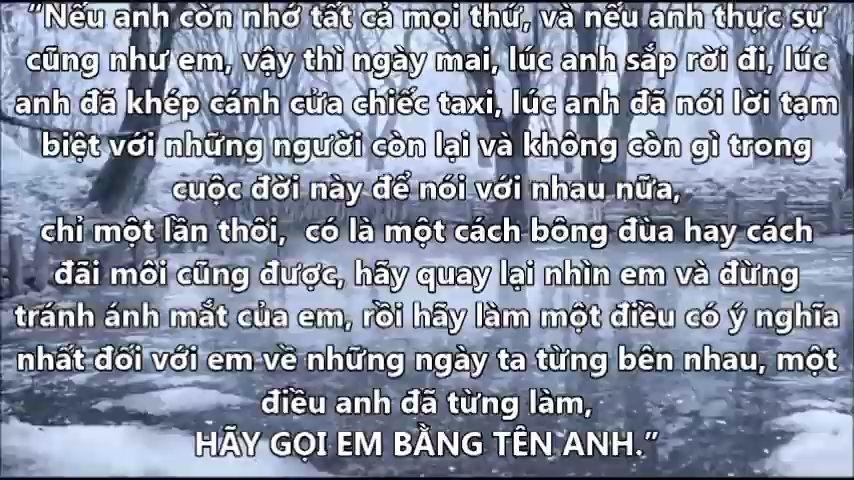 “Nếu anh còn nhớ tất cả mọi thứ, và nếu anh thực sự
cũng như em, vậy thì ngày mai, lúc anh sắp rời đi, lúc
anh đã khép cánh cửa chiếc taxi, lúc anh đã nói lời tạm
biệt với những người còn lại và không còn gì trong
cuộc đời này để nói với nhau nữa,
chỉ một lần thôi, có là một cách bông đùa hay cách
đãi môi cũng được, hãy quay lại nhìn em và đừng
tránh ánh mắt của em, rồi hãy làm một điều có ý nghĩa
nhất đối với em về những ngày ta từng bên nhau, một
điều anh đã từng làm,
HÃY GỌI EM BẰNG TÊN ANH.”